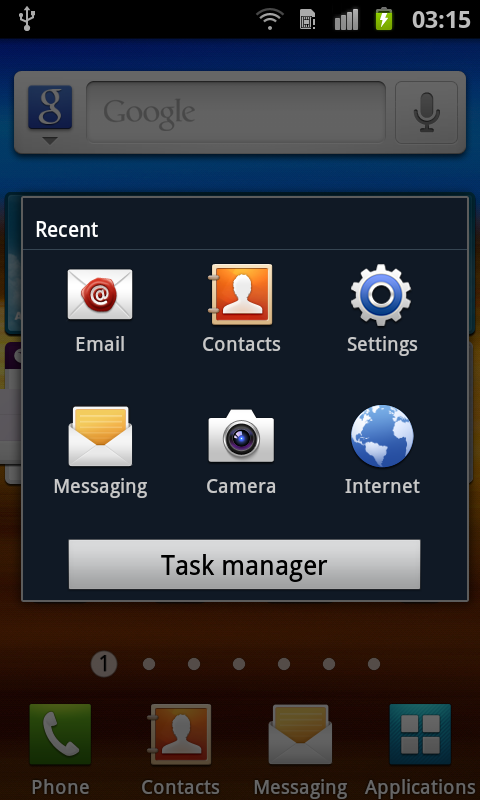 03:15
g Google
Recent
Email Contacts Settings
Messaging Camera Internet
Task manager
1
Phone Contacts Messaging Applications